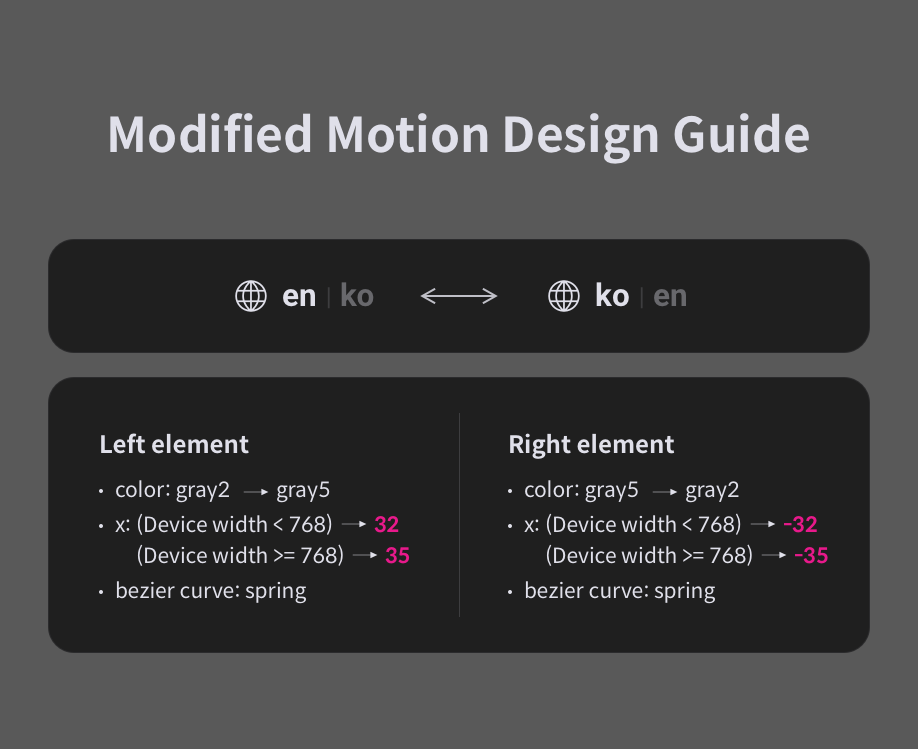 Modified Motion Design Guide
en | ko ⟷ ko | en
Left element
• color: gray2 → gray5
• x: (Device width < 768) → 32
(Device width >= 768) → 35
• bezier curve: spring
Right element
• color: gray5 → gray2
• x: (Device width < 768) → -32
(Device width >= 768) → -35
• bezier curve: spring